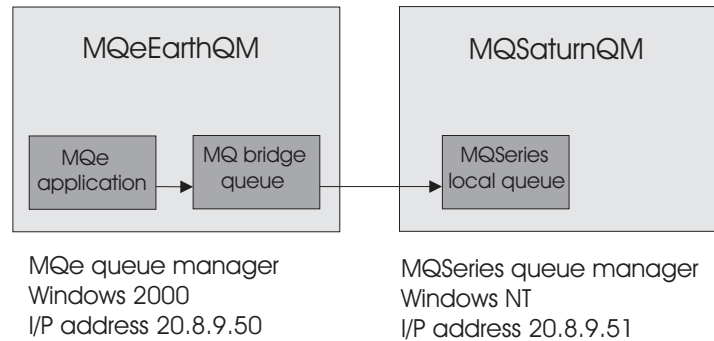 MQeEarthQM
MQSaturnQM
MQe
application
MQ bridge
queue
MQSeries
local queue
MQe queue manager
Windows 2000
I/P address 20.8.9.50
MQSeries queue manager
Windows NT
I/P address 20.8.9.51